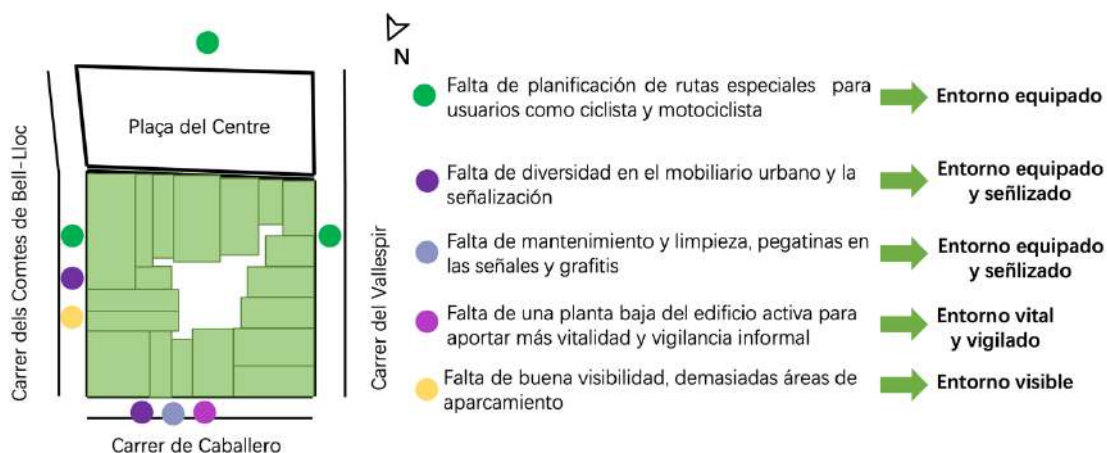 N
Plaça del Centre
Carrer dels Comtes de Bell-Lloc
Carrer del Vallespir
Carrer de Caballero
Falta de planificación de rutas especiales para
usuarios como ciclista y motociclista
Entorno equipado
Falta de diversidad en el mobiliario urbano y la
señalización
Entorno equipado
y señlizado
Falta de mantenimiento y limpieza, pegatinas en
las señales y grafitis
Entorno equipado
y señlizado
Falta de una planta baja del edificio activa para
aportar más vitalidad y vigilancia informal
Entorno vital
y vigilado
Falta de buena visibilidad, demasiadas áreas de
aparcamiento
Entorno visible